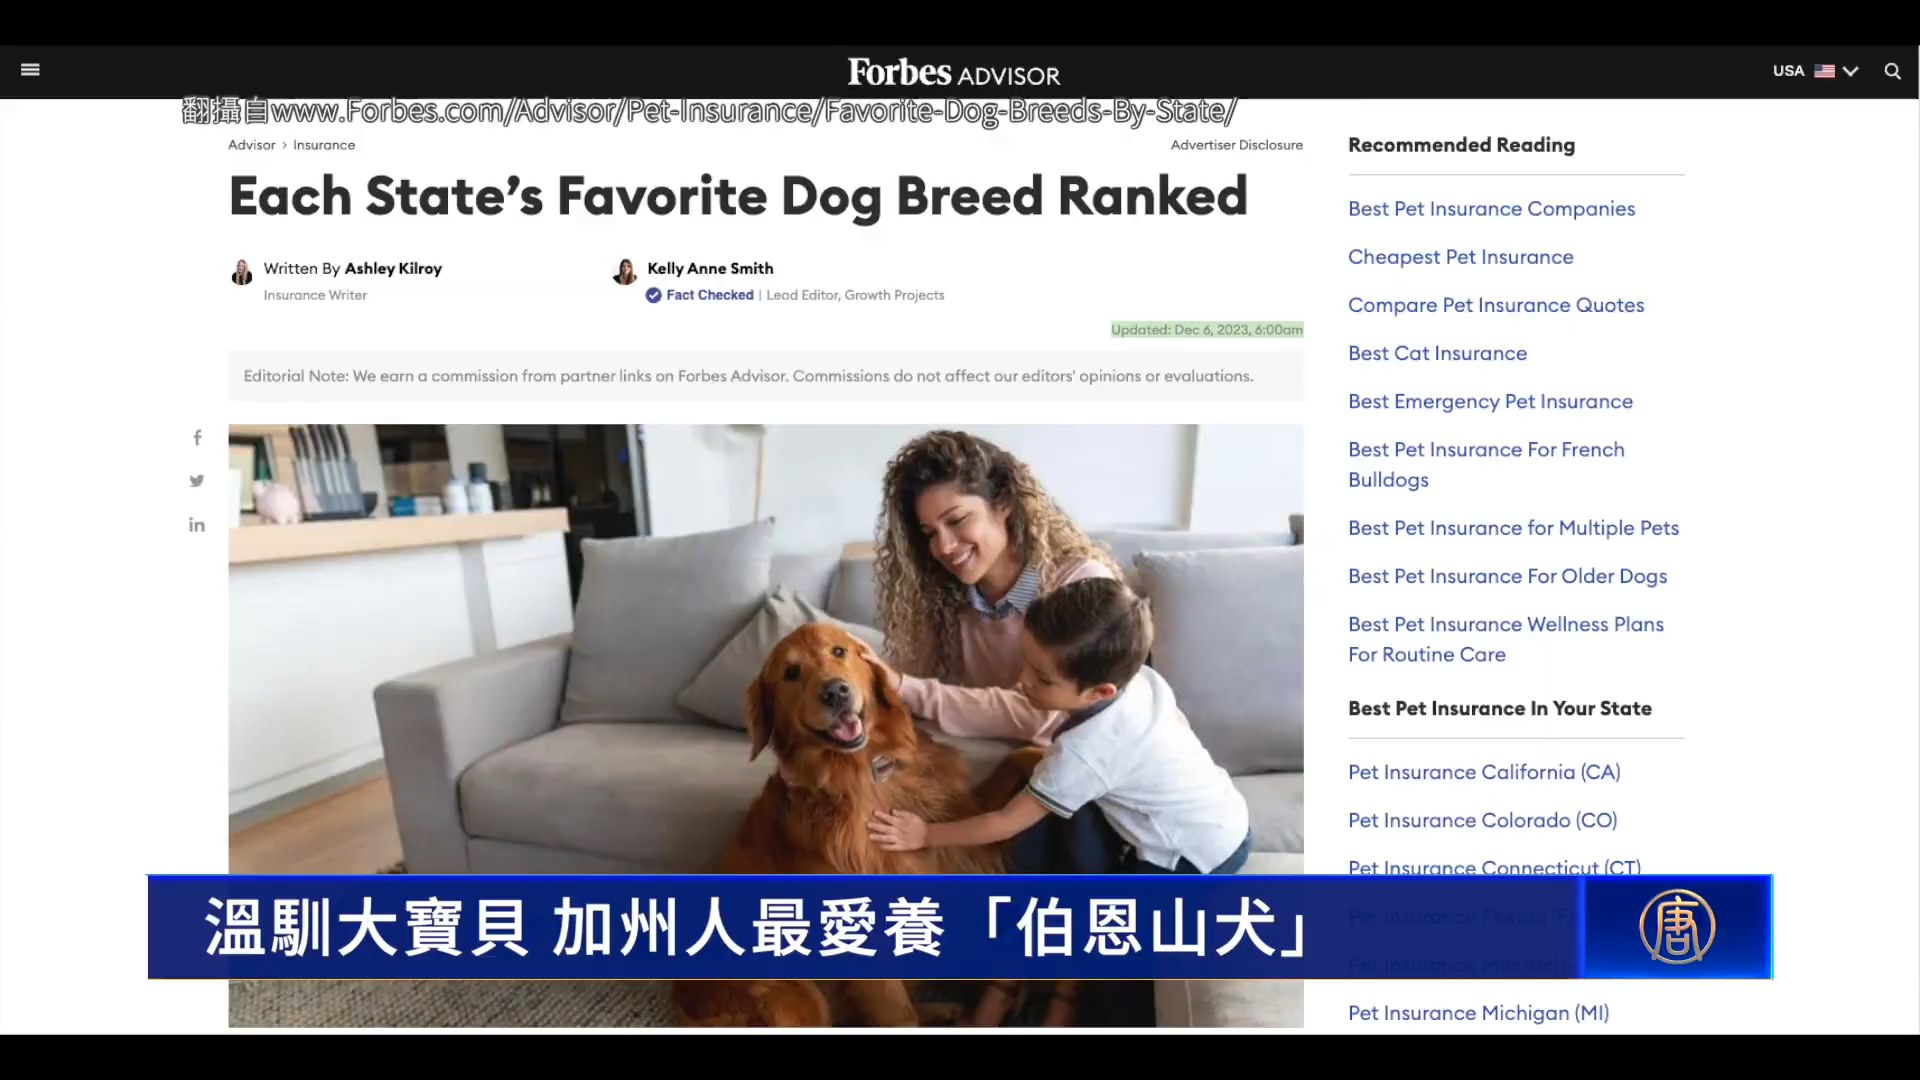 Forbes ADVISOR
USA
翻攝自www.Forbes.com/Advisor/Pet-Insurance/Favorite-Dog-Breeds-By-State/
Advisor > Insurance
Advertiser Disclosure
Each State’s Favorite Dog Breed Ranked
Written By Ashley Kilroy
Insurance Writer
Kelly Anne Smith
Fact Checked | Lead Editor, Growth Projects
Updated: Dec 6, 2023, 6:00am
Editorial Note: We earn a commission from partner links on Forbes Advisor. Commissions do not affect our editors' opinions or evaluations.
Recommended Reading
Best Pet Insurance Companies
Cheapest Pet Insurance
Compare Pet Insurance Quotes
Best Cat Insurance
Best Emergency Pet Insurance
Best Pet Insurance For French
Bulldogs
Best Pet Insurance for Multiple Pets
Best Pet Insurance For Older Dogs
Best Pet Insurance Wellness Plans
For Routine Care
Best Pet Insurance In Your State
Pet Insurance California (CA)
Pet Insurance Colorado (CO)
Pet Insurance Connecticut (CT)
Pet Insurance Michigan (MI)
溫馴大寶貝 加州人最愛養「伯恩山犬」
唐